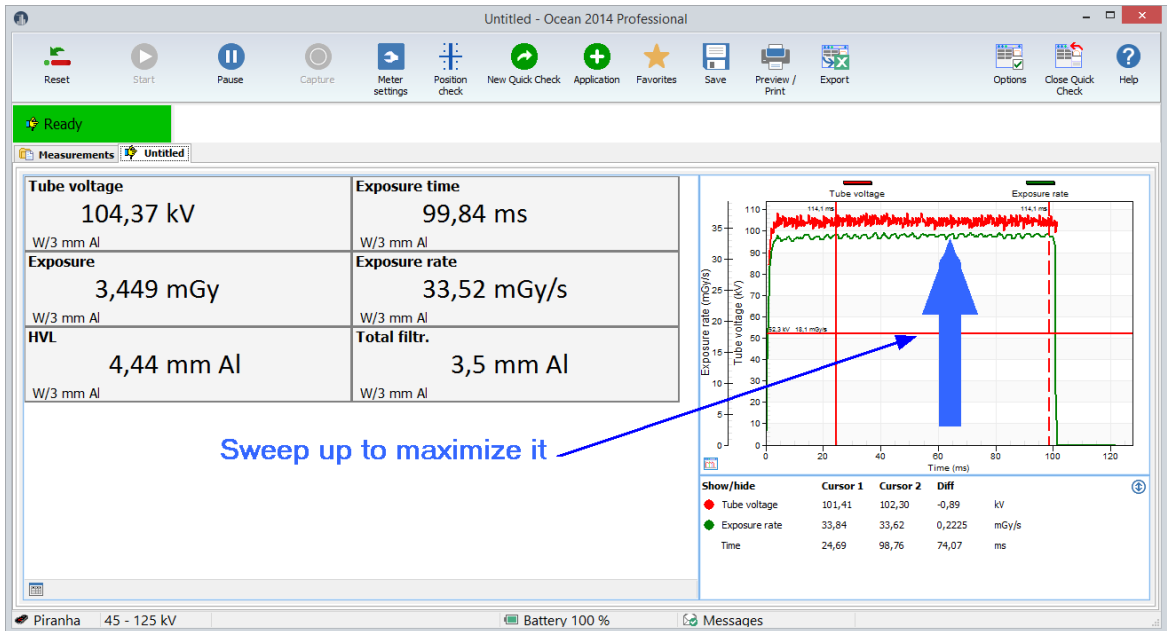 Untitled - Ocean 2014 Professional
Reset
Start
Pause
Capture
Meter settings
Position check
New Quick Check
Application
Favorites
Save
Preview / Print
Export
Options
Close Quick Check
Help
Ready
Measurements
Untitled
Tube voltage
104,37 kV
W/3 mm Al
Exposure time
99,84 ms
W/3 mm Al
Exposure
3,449 mGy
W/3 mm Al
Exposure rate
33,52 mGy/s
W/3 mm Al
HVL
4,44 mm Al
W/3 mm Al
Total filtr.
3,5 mm Al
W/3 mm Al
Sweep up to maximize it
Tube voltage
Exposure rate
114,1 ms
114,1 ms
Exposure rate (mGy/s)
35
30
25
20
15
10
5
0
Tube voltage (kV)
110
100
90
80
70
60
50
40
30
20
10
0
52,3 kV 18,1 mGy/s
0 20 40 60 80 100 120
Time (ms)
Show/hide Cursor 1 Cursor 2 Diff
Tube voltage 101,41 102,30 -0,89 kV
Exposure rate 33,84 33,62 0,2225 mGy/s
Time 24,69 98,76 74,07 ms
Piranha 45 - 125 kV Battery 100 % Messages